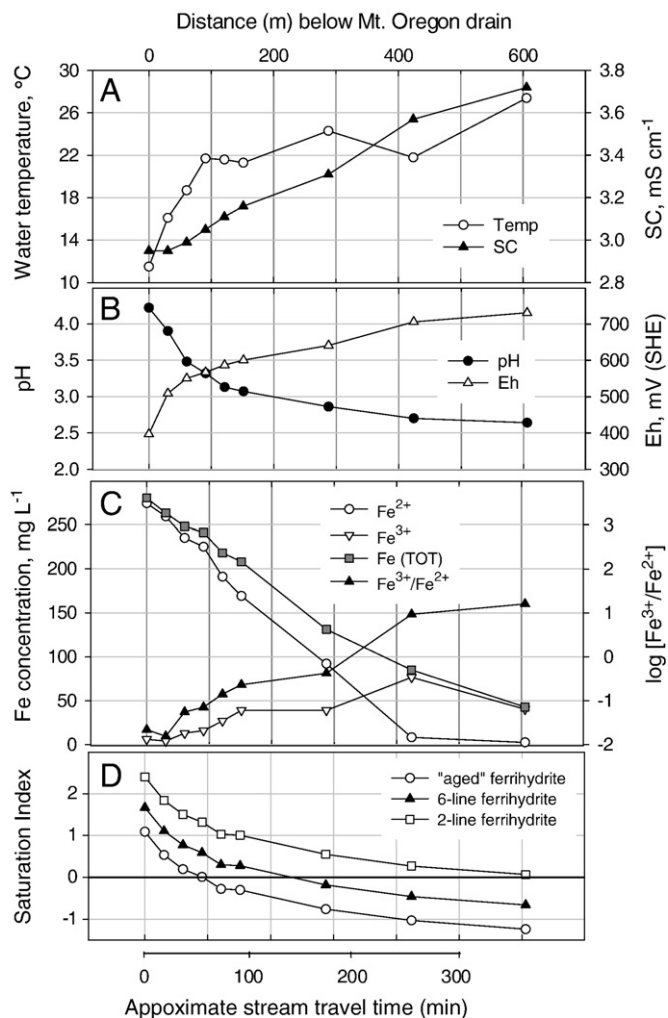 Distance (m) below Mt. Oregon drain
0 200 400 600
A
Water temperature, °C
30
26
22
18
14
10
SC, mS cm⁻¹
3.8
3.6
3.4
3.2
3.0
2.8
Temp
SC
B
pH
4.0
3.5
3.0
2.5
2.0
Eh, mV (SHE)
700
600
500
400
300
pH
Eh
C
Fe concentration, mg L⁻¹
250
200
150
100
50
0
log [Fe³⁺/Fe²⁺]
3
2
1
0
-1
-2
Fe²⁺
Fe³⁺
Fe (TOT)
Fe³⁺/Fe²⁺
D
Saturation Index
2
1
0
-1
"aged" ferrihydrite
6-line ferrihydrite
2-line ferrihydrite
0 100 200 300
Appoximate stream travel time (min)